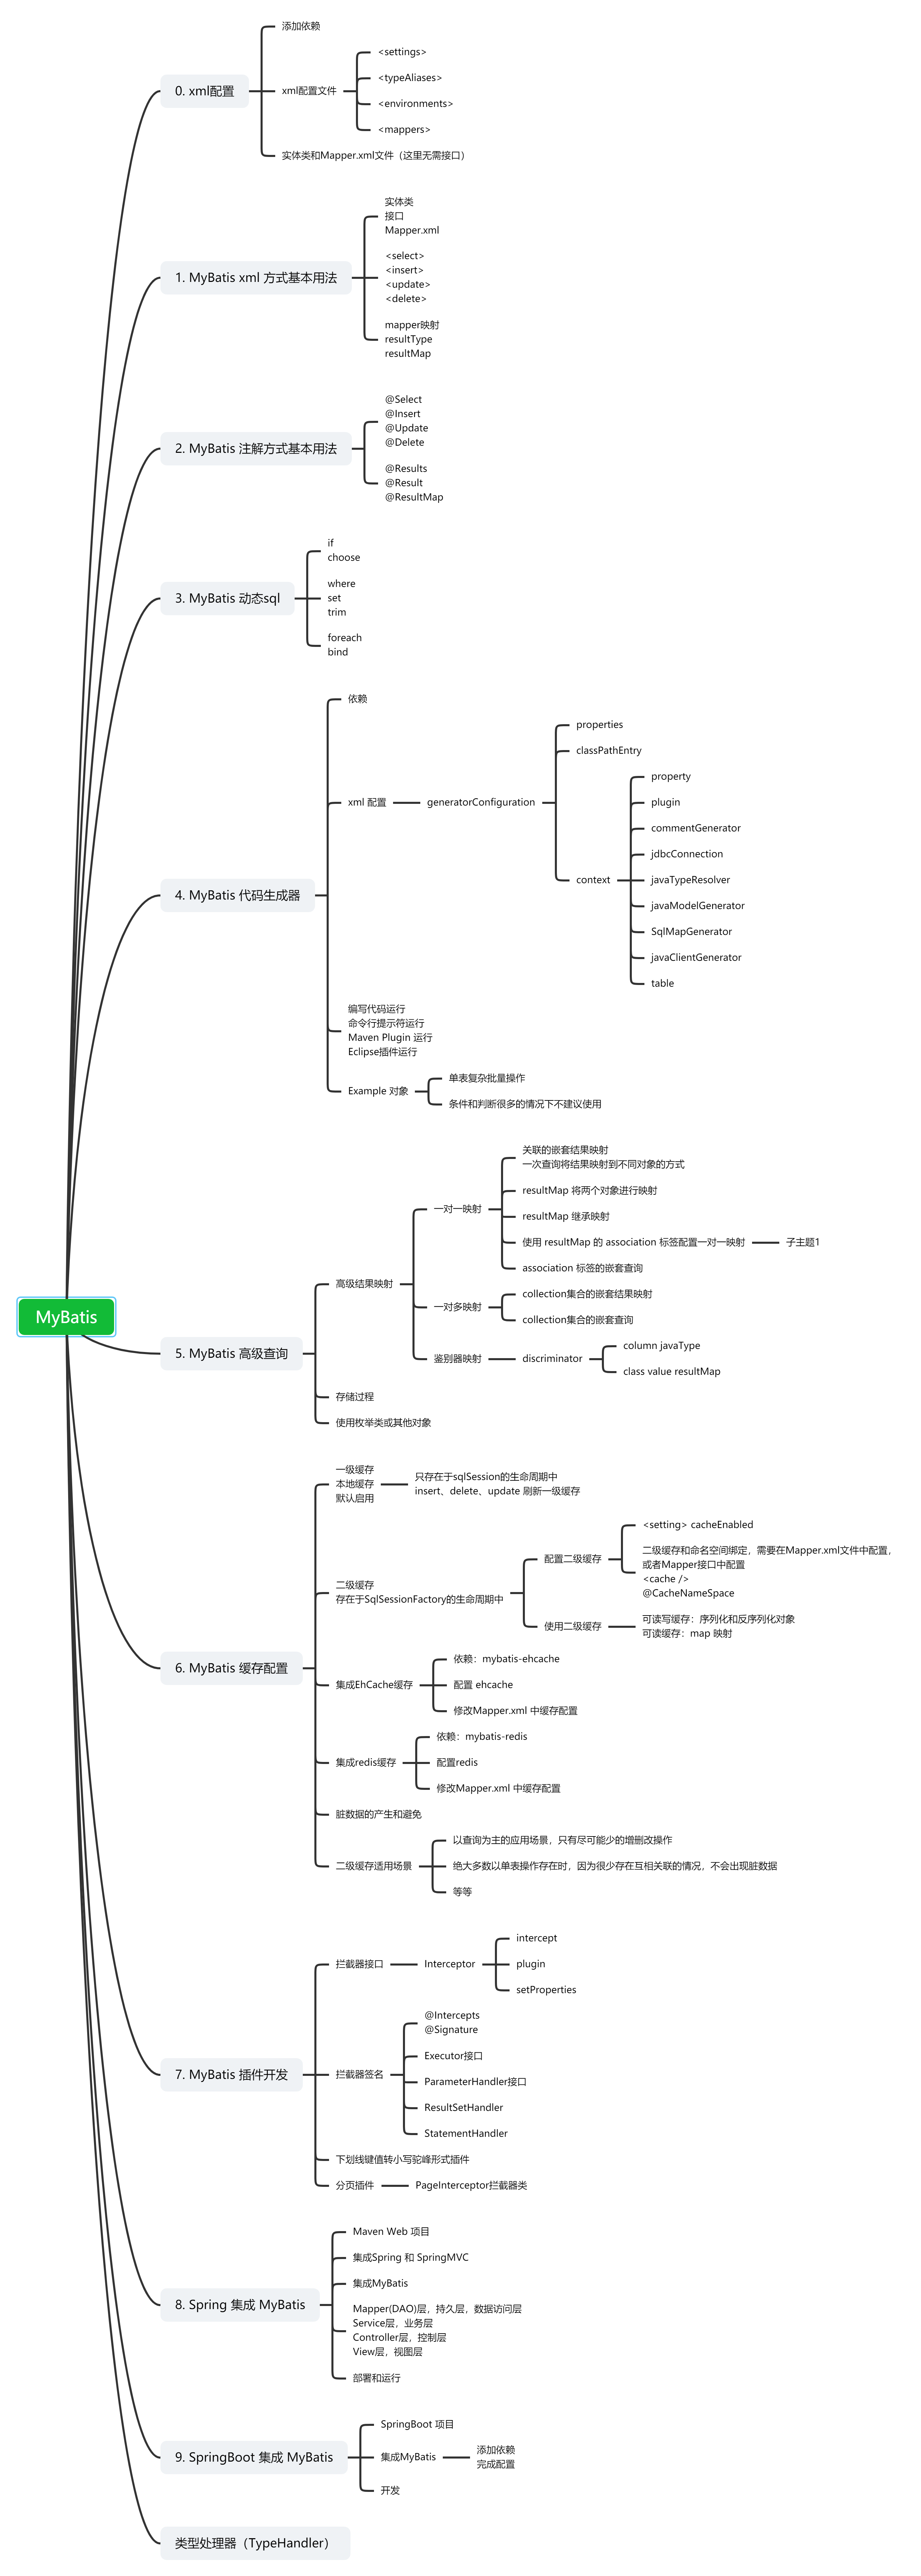 MyBatis
0. xml配置
添加依赖
xml配置文件
<settings>
<typeAliases>
<environments>
<mappers>
实体类和Mapper.xml文件（这里无需接口）
1. MyBatis xml 方式基本用法
实体类
接口
Mapper.xml
<select>
<insert>
<update>
<delete>
mapper映射
resultType
resultMap
2. MyBatis 注解方式基本用法
@Select
@Insert
@Update
@Delete
@Results
@Result
@ResultMap
3. MyBatis 动态sql
if
choose
where
set
trim
foreach
bind
4. MyBatis 代码生成器
依赖
xml 配置
generatorConfiguration
properties
classPathEntry
context
property
plugin
commentGenerator
jdbcConnection
javaTypeResolver
javaModelGenerator
SqlMapGenerator
javaClientGenerator
table
编写代码运行
命令行提示符运行
Maven Plugin 运行
Eclipse插件运行
Example 对象
单表复杂批量操作
条件和判断很多的情况下不建议使用
5. MyBatis 高级查询
高级结果映射
一对一映射
关联的嵌套结果映射
一次查询将结果映射到不同对象的方式
resultMap 将两个对象进行映射
resultMap 继承映射
使用 resultMap 的 association 标签配置一对一映射
子主题1
association 标签的嵌套查询
一对多映射
collection集合的嵌套结果映射
collection集合的嵌套查询
鉴别器映射
discriminator
column javaType
class value resultMap
存储过程
使用枚举类或其他对象
6. MyBatis 缓存配置
一级缓存
本地缓存
默认启用
只存在于sqlSession的生命周期中
insert、delete、update 刷新一级缓存
二级缓存
存在于SqlSessionFactory的生命周期中
配置二级缓存
<setting> cacheEnabled
二级缓存和命名空间绑定，需要在Mapper.xml文件中配置，
或者Mapper接口中配置
<cache />
@CacheNameSpace
使用二级缓存
可读写缓存：序列化和反序列化对象
可读缓存：map 映射
集成EhCache缓存
依赖：mybatis-ehcache
配置 ehcache
修改Mapper.xml 中缓存配置
集成redis缓存
依赖：mybatis-redis
配置redis
修改Mapper.xml 中缓存配置
脏数据的产生和避免
二级缓存适用场景
以查询为主的应用场景，只有尽可能少的增删改操作
绝大多数以单表操作存在时，因为很少存在互相关联的情况，不会出现脏数据
等等
7. MyBatis 插件开发
拦截器接口
Interceptor
intercept
plugin
setProperties
拦截器签名
@Intercepts
@Signature
Executor接口
ParameterHandler接口
ResultSetHandler
StatementHandler
下划线键值转小写驼峰形式插件
分页插件
PageInterceptor拦截器类
8. Spring 集成 MyBatis
Maven Web 项目
集成Spring 和 SpringMVC
集成MyBatis
Mapper(DAO)层，持久层，数据访问层
Service层，业务层
Controller层，控制层
View层，视图层
部署和运行
9. SpringBoot 集成 MyBatis
SpringBoot 项目
集成MyBatis
添加依赖
完成配置
开发
类型处理器（TypeHandler）